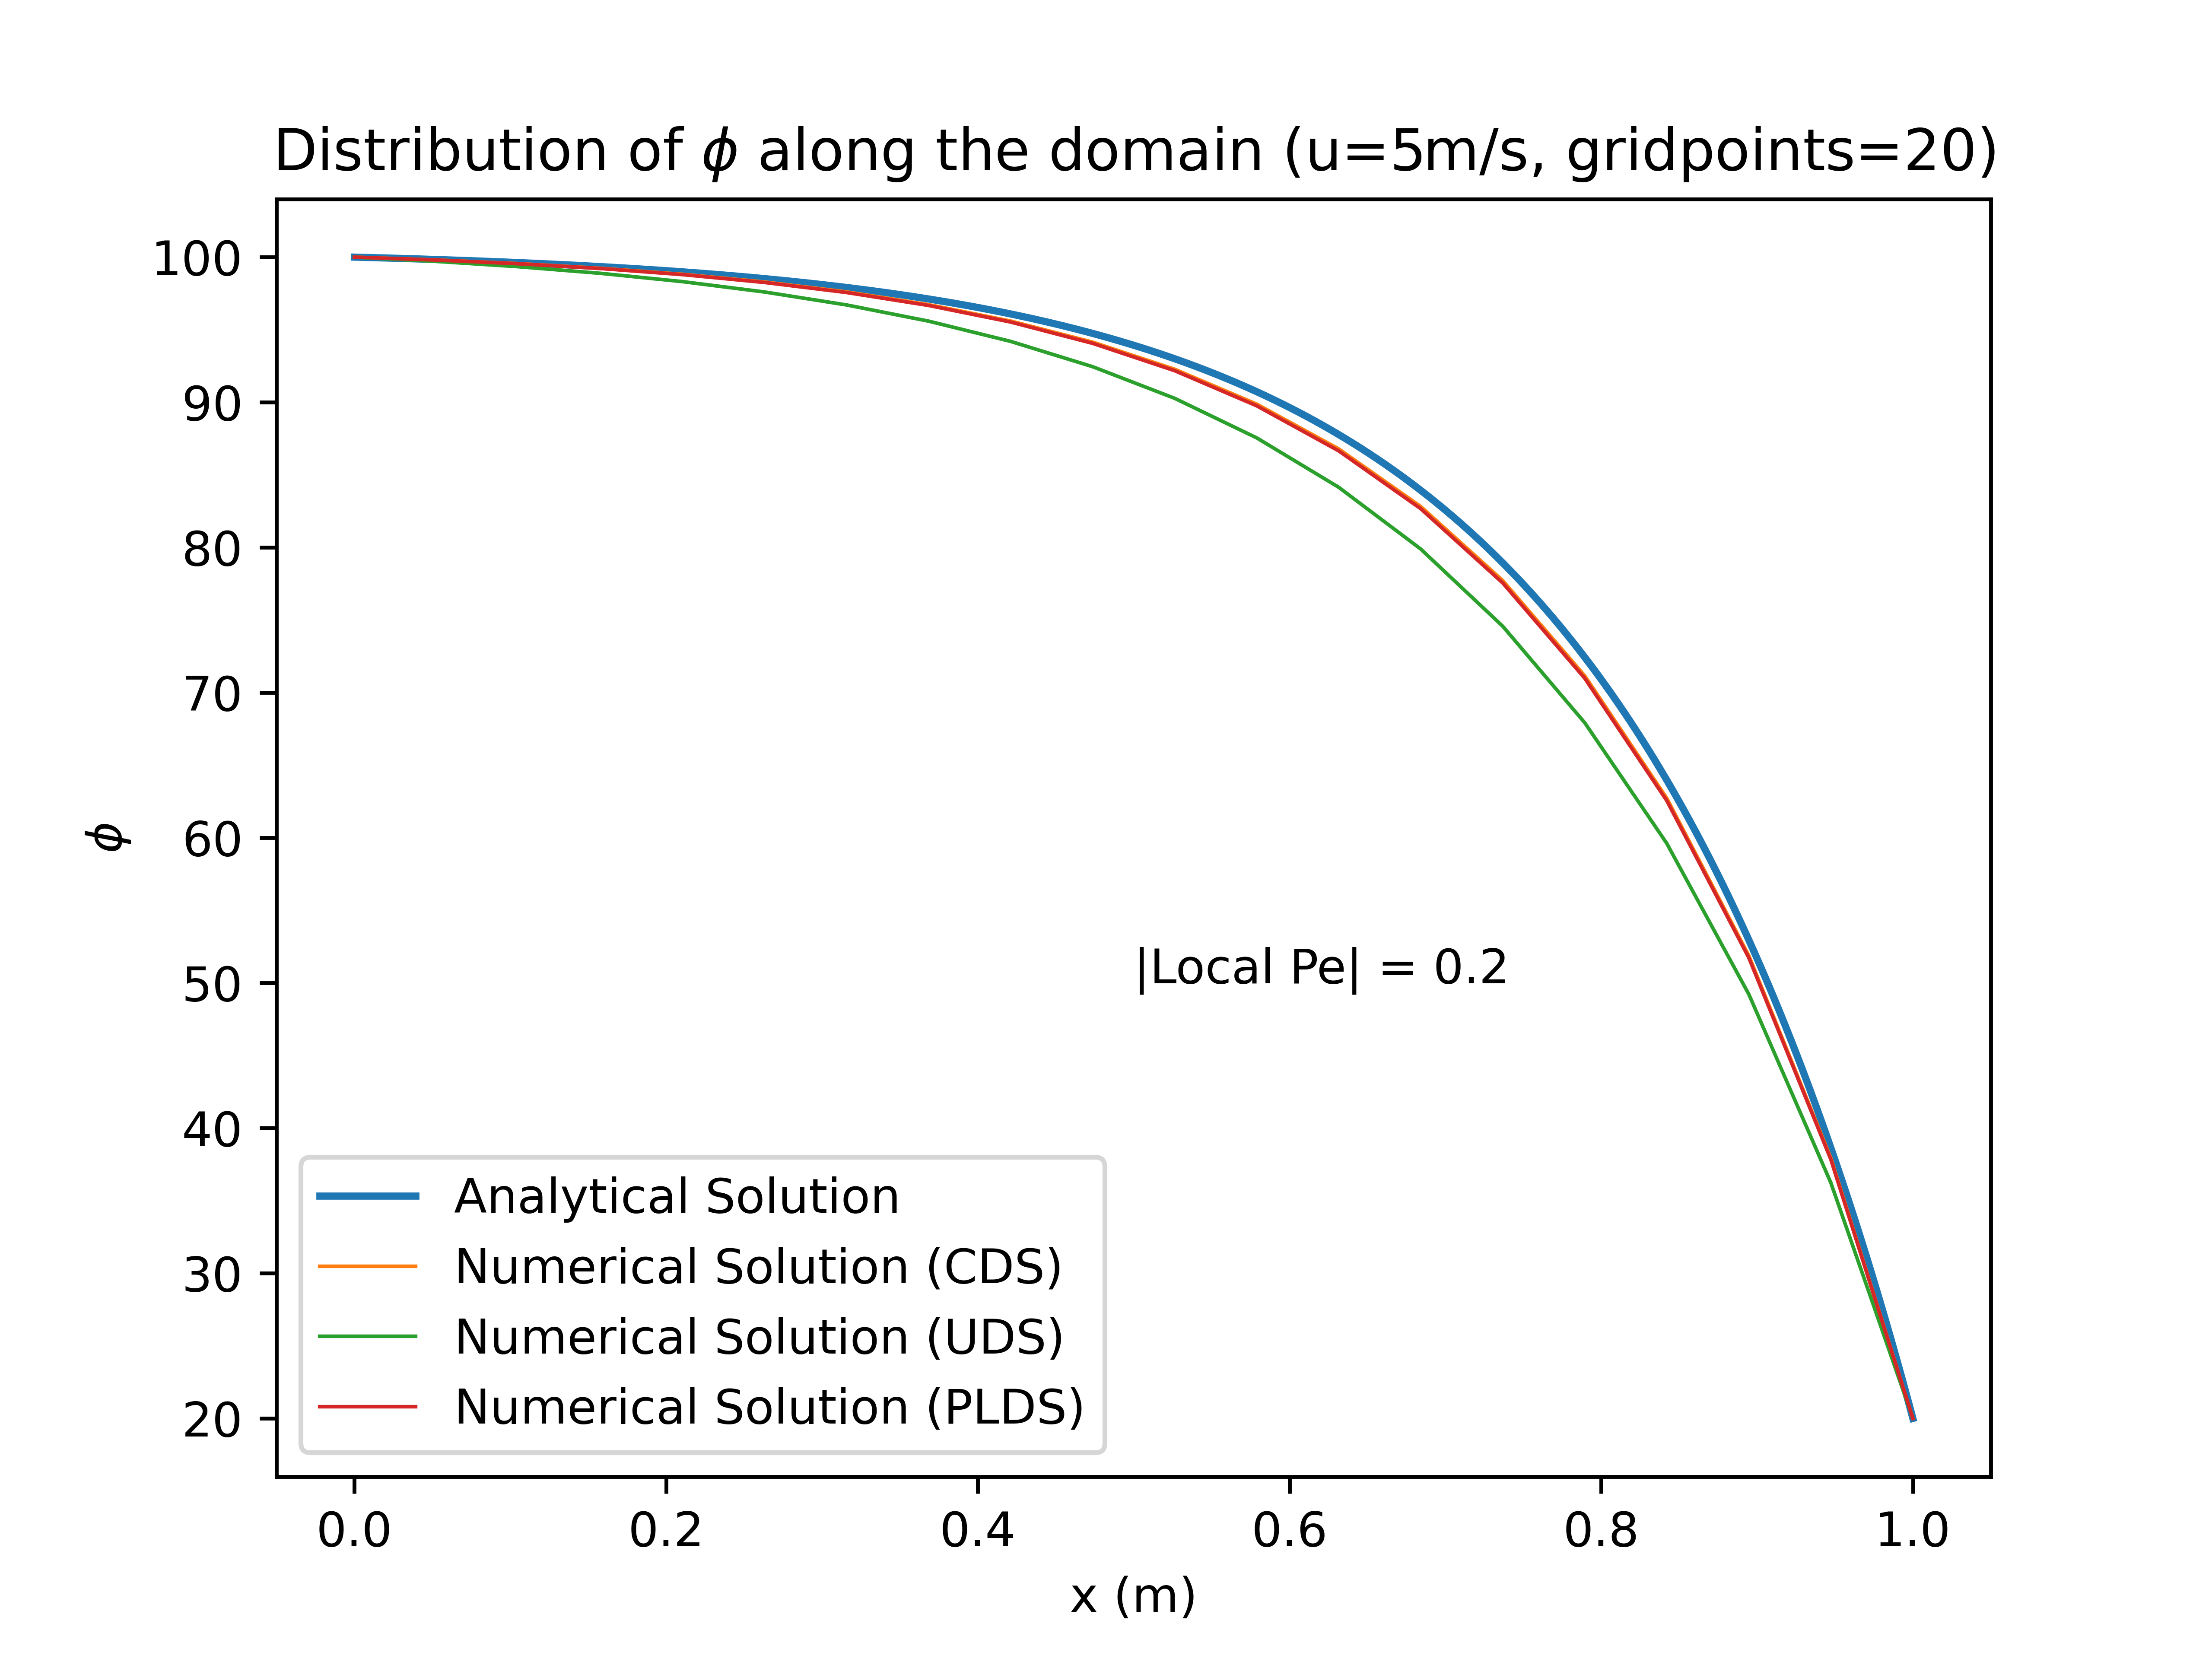 Distribution of ϕ along the domain (u=5m/s, gridpoints=20)
100
90
80
70
60
50
40
30
20
ϕ
|Local Pe| = 0.2
Analytical Solution
Numerical Solution (CDS)
Numerical Solution (UDS)
Numerical Solution (PLDS)
0.0 0.2 0.4 0.6 0.8 1.0
x (m)